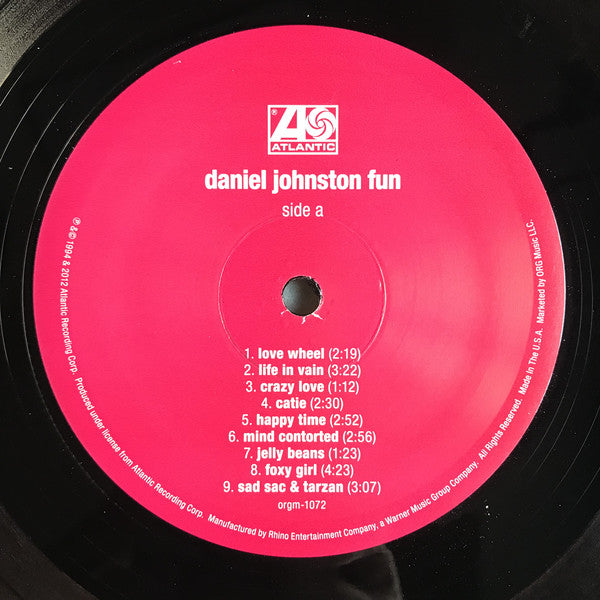 ®
ATLANTIC
daniel johnston fun
side a
1. love wheel (2:19)
2. life in vain (3:22)
3. crazy love (1:12)
4. catie (2:30)
5. happy time (2:52)
6. mind contorted (2:56)
7. jelly beans (1:23)
8. foxy girl (4:23)
9. sad sac & tarzan (3:07)
orgm-1072
℗&© 1994 & 2012 Atlantic Recording Corp. Produced under license from Atlantic Recording Corp. Manufactured by Rhino Entertainment Company, a Warner Music Group Company. All Rights Reserved. Made in The U.S.A. Marketed by ORG Music LLC.